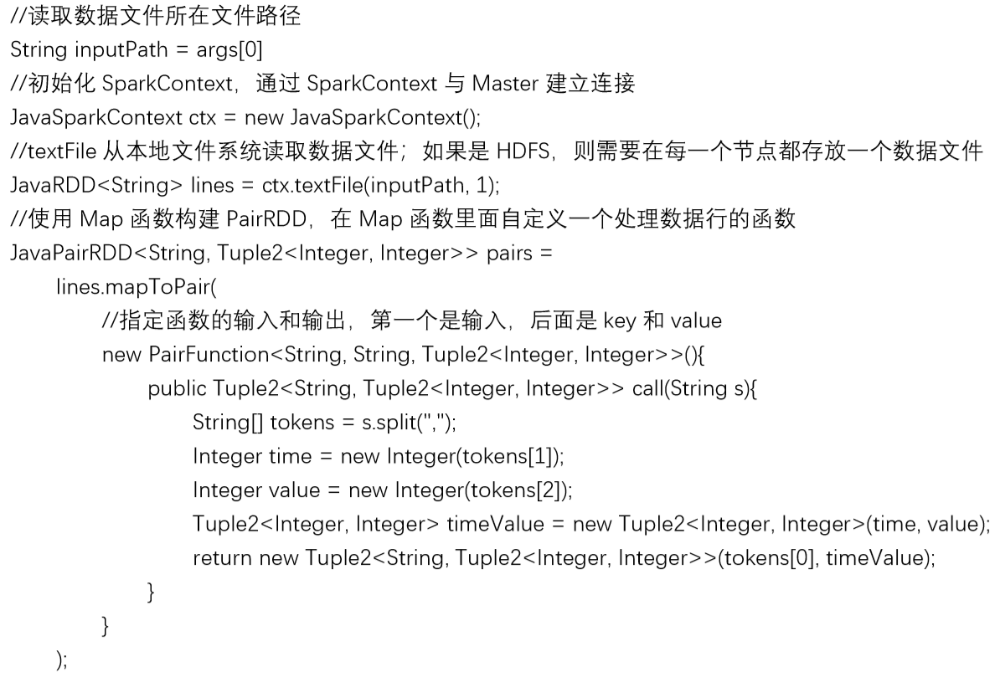 //读取数据文件所在文件路径
String inputPath = args[0]
//初始化 SparkContext，通过 SparkContext 与 Master 建立连接
JavaSparkContext ctx = new JavaSparkContext();
//textFile 从本地文件系统读取数据文件；如果是 HDFS，则需要在每一个节点都存放一个数据文件
JavaRDD<String> lines = ctx.textFile(inputPath, 1);
//使用 Map 函数构建 PairRDD，在 Map 函数里面自定义一个处理数据行的函数
JavaPairRDD<String, Tuple2<Integer, Integer>> pairs =
lines.mapToPair(
//指定函数的输入和输出，第一个是输入，后面是 key 和 value
new PairFunction<String, String, Tuple2<Integer, Integer>>(){
public Tuple2<String, Tuple2<Integer, Integer>> call(String s){
String[] tokens = s.split(",");
Integer time = new Integer(tokens[1]);
Integer value = new Integer(tokens[2]);
Tuple2<Integer, Integer> timeValue = new Tuple2<Integer, Integer>(time, value);
return new Tuple2<String, Tuple2<Integer, Integer>>(tokens[0], timeValue);
}
}
);